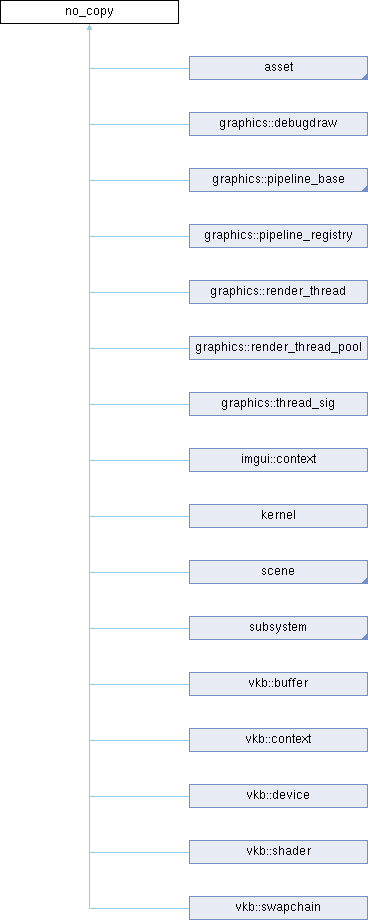 no_copy
asset
graphics::debugdraw
graphics::pipeline_base
graphics::pipeline_registry
graphics::render_thread
graphics::render_thread_pool
graphics::thread_sig
imgui::context
kernel
scene
subsystem
vkb::buffer
vkb::context
vkb::device
vkb::shader
vkb::swapchain